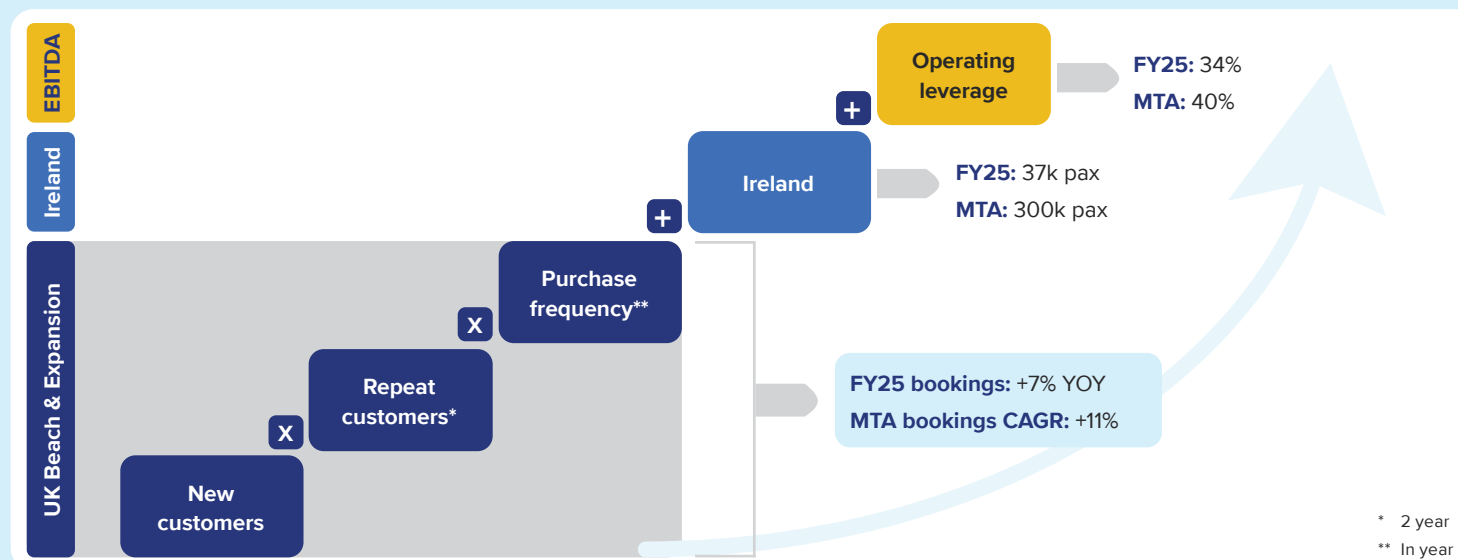 EBITDA
Operating
leverage
FY25: 34%
MTA: 40%
+
Ireland
Ireland
FY25: 37k pax
MTA: 300k pax
+
UK Beach & Expansion
Purchase
frequency**
X
Repeat
customers*
X
New
customers
FY25 bookings: +7% YOY
MTA bookings CAGR: +11%
* 2 year
** In year